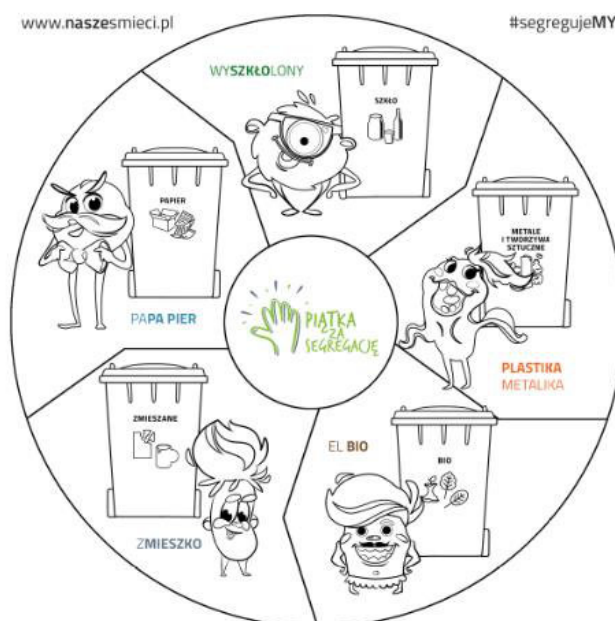 www.naszesmieci.pl
#segregujeMY
WYSZKŁOLONY
SZKŁO
PAPIER
METALE
I TWORZYWA
SZTUCZNE
PIĄTKA
ZA
SEGREGACJĘ
PAPA PIER
PLASTIKA
METALIKA
ZMIESZANE
EL BIO
BIO
ZMIESZKO